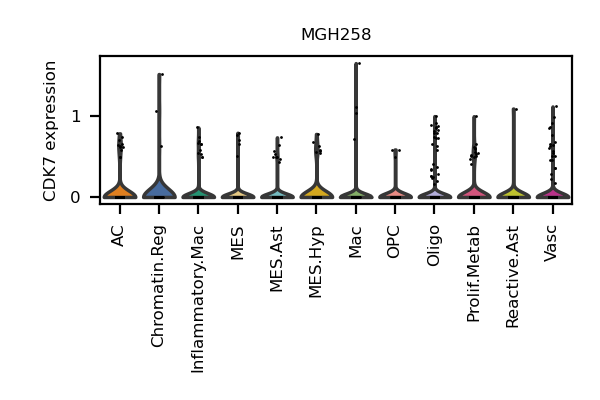 MGH258
CDK7 expression
1
0
AC
Chromatin.Reg
Inflammatory.Mac
MES
MES.Ast
MES.Hyp
Mac
OPC
Oligo
Prolif.Metab
Reactive.Ast
Vasc